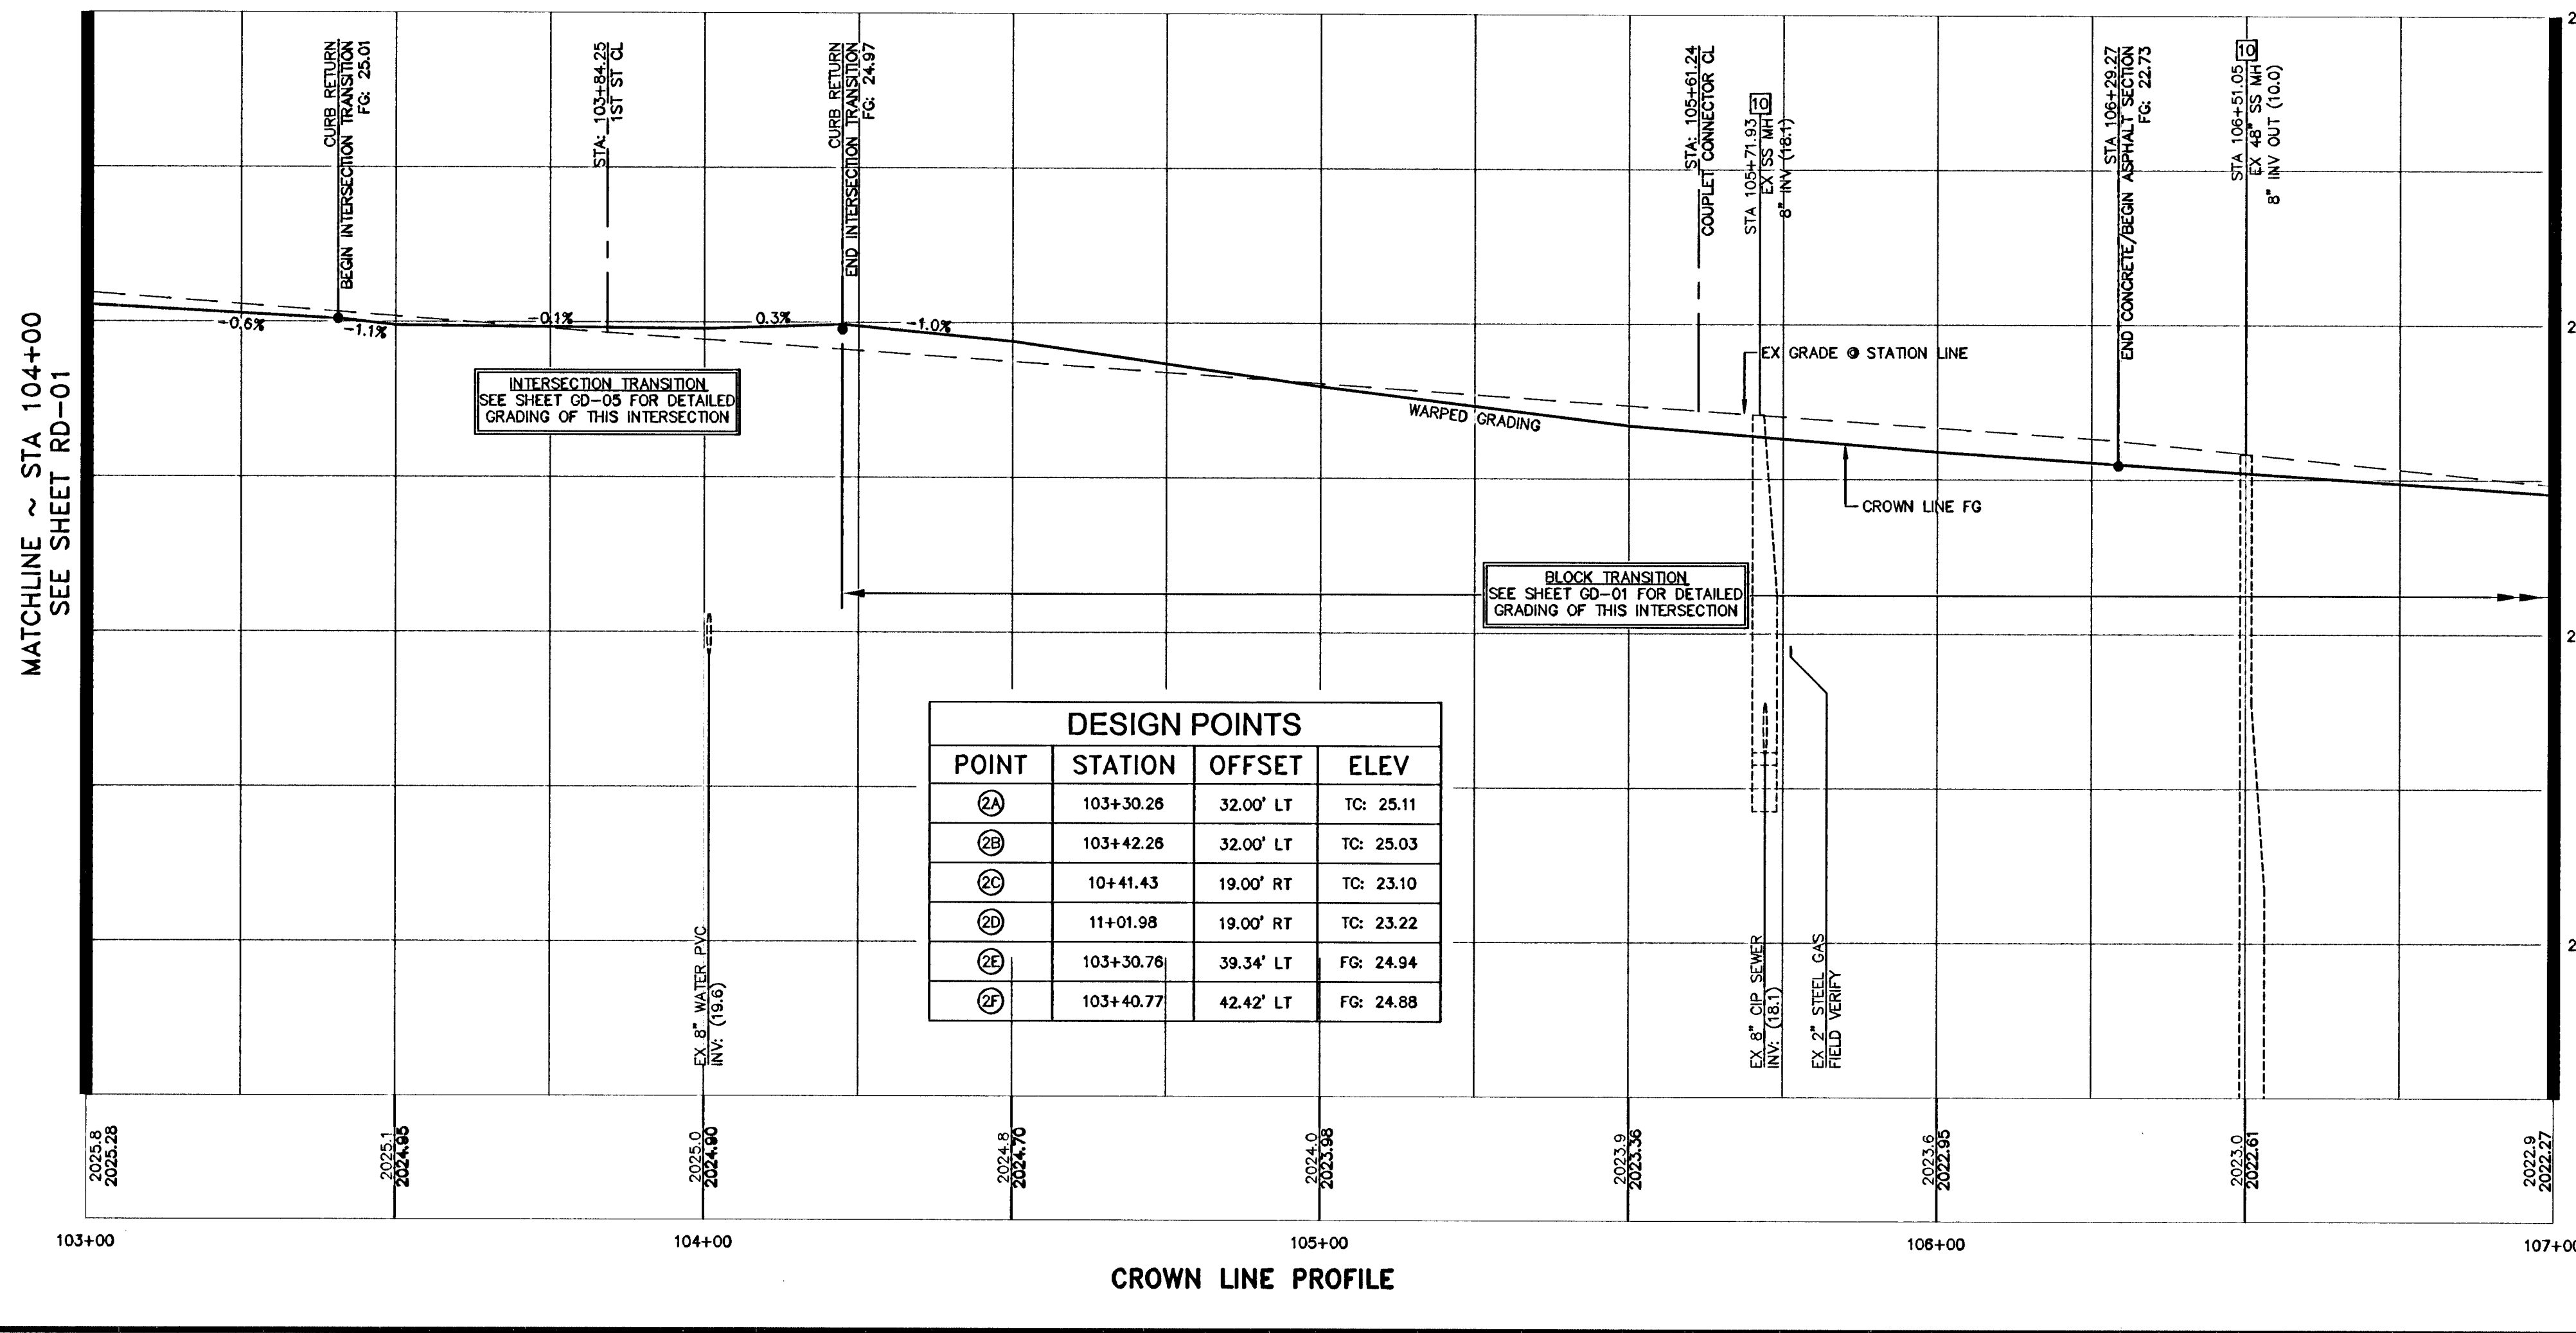 MATCHLINE ~ STA 104+00
SEE SHEET RD-01
CURB RETURN
BEGIN INTERSECTION TRANSITION
FG: 25.01
STA: 103+84.25
1ST ST CL
CURB RETURN
END INTERSECTION TRANSITION
FG: 24.97
STA: 105+61.24
COUPLET CONNECTOR CL
10
STA 105+71.93
EX SS MH
8" INV (18.1)
STA 106+29.27
END CONCRETE/BEGIN ASPHALT SECTION
FG: 22.73
10
STA 106+51.05
EX 48" SS MH
8" INV OUT (10.0)
-0.6%
-1.1%
-0.1%
0.3%
-1.0%
INTERSECTION TRANSITION
SEE SHEET GD-05 FOR DETAILED
GRADING OF THIS INTERSECTION
EX GRADE @ STATION LINE
WARPED GRADING
CROWN LINE FG
BLOCK TRANSITION
SEE SHEET GD-01 FOR DETAILED
GRADING OF THIS INTERSECTION
DESIGN POINTS
POINT STATION OFFSET ELEV
2A 103+30.26 32.00' LT TC: 25.11
2B 103+42.26 32.00' LT TC: 25.03
2C 10+41.43 19.00' RT TC: 23.10
2D 11+01.98 19.00' RT TC: 23.22
2E 103+30.76 39.34' LT FG: 24.94
2F 103+40.77 42.42' LT FG: 24.88
EX 8" WATER PVC
INV: (19.6)
EX 8" CIP SEWER
INV: (18.1)
EX 2" STEEL GAS
FIELD VERIFY
2025.8
2025.28
2025.1
2024.95
2025.0
2024.90
2024.8
2024.70
2024.0
2023.98
2023.9
2023.36
2023.6
2022.95
2023.0
2022.61
2022.9
2022.27
103+00
104+00
105+00
106+00
107+00
CROWN LINE PROFILE